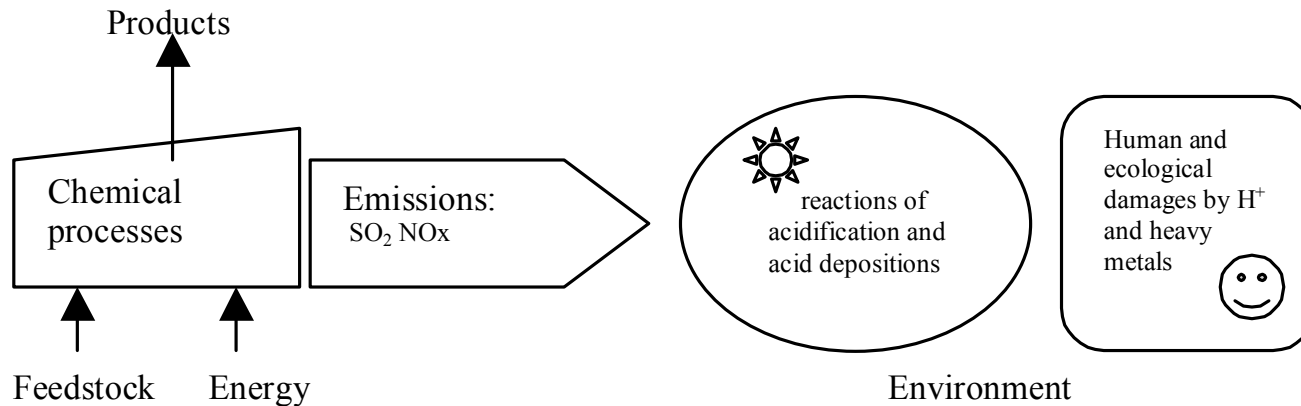 Products
Chemical
processes
Emissions:
SO₂ NOx
reactions of
acidification and
acid depositions
Human and
ecological
damages by H⁺
and heavy
metals
Feedstock
Energy
Environment